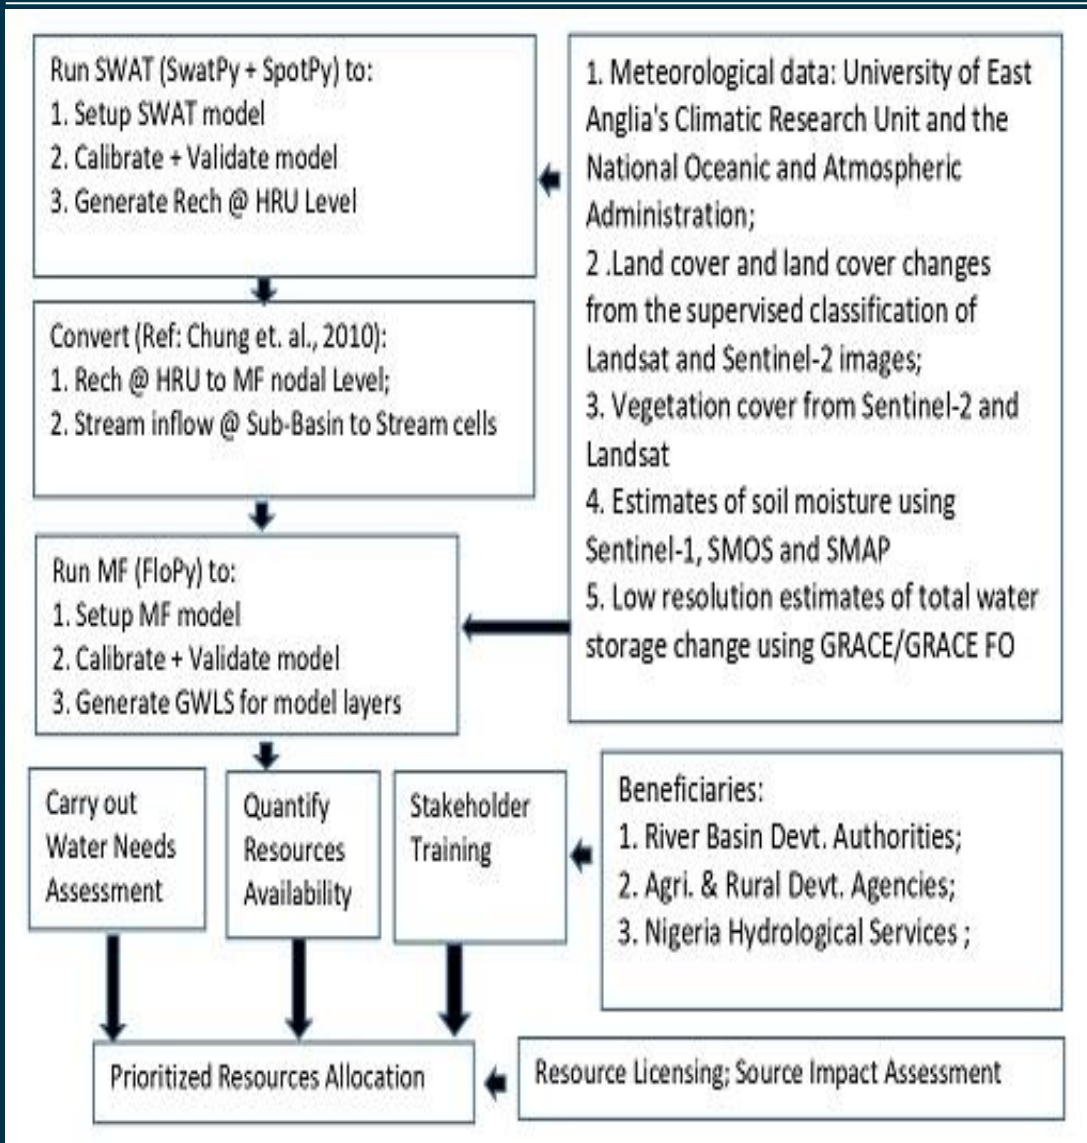 Run SWAT (SwatPy + SpotPy) to:
1. Setup SWAT model
2. Calibrate + Validate model
3. Generate Rech @ HRU Level
1. Meteorological data: University of East
Anglia's Climatic Research Unit and the
National Oceanic and Atmospheric
Administration;
2 .Land cover and land cover changes
from the supervised classification of
Landsat and Sentinel-2 images;
3. Vegetation cover from Sentinel-2 and
Landsat
4. Estimates of soil moisture using
Sentinel-1, SMOS and SMAP
5. Low resolution estimates of total water
storage change using GRACE/GRACE FO
Convert (Ref: Chung et. al., 2010):
1. Rech @ HRU to MF nodal Level;
2. Stream inflow @ Sub-Basin to Stream cells
Run MF (FloPy) to:
1. Setup MF model
2. Calibrate + Validate model
3. Generate GWLS for model layers
Carry out
Water Needs
Assessment
Quantify
Resources
Availability
Stakeholder
Training
Beneficiaries:
1. River Basin Devt. Authorities;
2. Agri. & Rural Devt. Agencies;
3. Nigeria Hydrological Services ;
Prioritized Resources Allocation
Resource Licensing; Source Impact Assessment